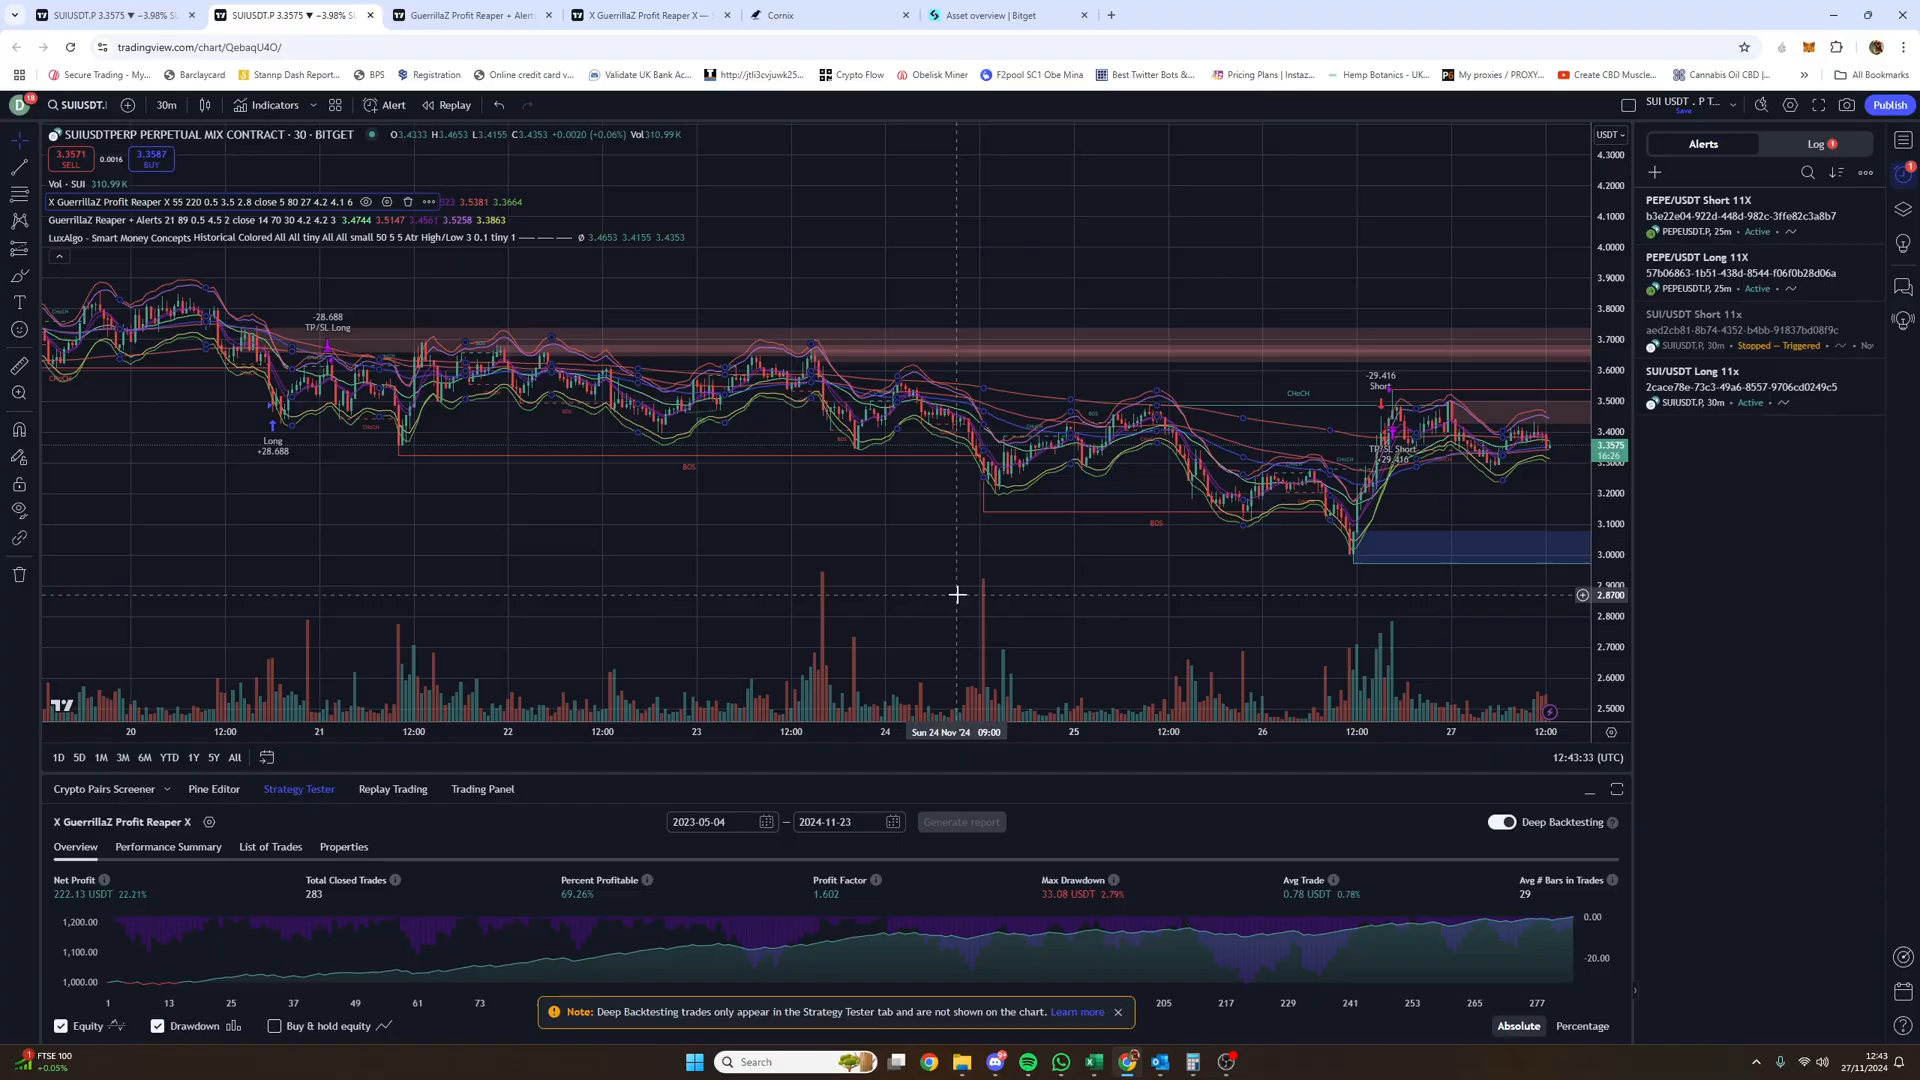 SUIUSDT.P 3.3575 ▼ −3.98% SU
SUIUSDT.P 3.3575 ▼ −3.98% SU
GuerrillaZ Profit Reaper + Alerts
X GuerrillaZ Profit Reaper X — S
Cornix
Asset overview | Bitget
tradingview.com/chart/QebaqU4O/
Secure Trading - My...
Barclaycard
Stannp Dash Report...
BPS
Registration
Online credit card v...
Validate UK Bank Ac...
http://jtli3cvjuwk25...
Crypto Flow
Obelisk Miner
F2pool SC1 Obe Mina
Best Twitter Bots &...
Pricing Plans | Instaz...
Hemp Botanics - UK...
My proxies / PROXY...
Create CBD Muscle...
Cannabis Oil CBD |...
All Bookmarks
D 18
SUIUSDT.
30m
Indicators
Alert
Replay
SUI USDT . P T...
Save
Publish
SUIUSDTPERP PERPETUAL MIX CONTRACT · 30 · BITGET
O3.4333 H3.4653 L3.4155 C3.4353 +0.0020 (+0.06%) Vol310.99K
3.3571
SELL
0.0016
3.3587
BUY
Vol · SUI 310.99K
X GuerrillaZ Profit Reaper X 55 220 0.5 3.5 2.8 close 5 80 27 4.2 4.1 6
523 3.5381 3.3664
GuerrillaZ Reaper + Alerts 21 89 0.5 4.5 2 close 14 70 30 4.2 4.2 3 3.4744 3.5147 3.4561 3.5258 3.3863
LuxAlgo - Smart Money Concepts Historical Colored All All tiny All All small 50 5 5 Atr High/Low 3 0.1 tiny 1 Ø 3.4653 3.4155 3.4353
USDT
4.3000
4.2000
4.1000
4.0000
3.9000
3.8000
3.7000
3.6000
3.5000
3.4000
3.3575
16:26
3.3000
3.2000
3.1000
3.0000
2.9000
2.8700
2.8000
2.7000
2.6000
2.5000
-28.688
TP/SL Long
Long
+28.688
-29.416
Short
TP/SL Short
+29.416
CHoCH
CHoCH
CHoCH
BOS
BOS
BOS
BOS
BOS
20
12:00
21
12:00
22
12:00
23
12:00
24
Sun 24 Nov '24 09:00
25
12:00
26
12:00
27
12:00
1D 5D 1M 3M 6M YTD 1Y 5Y All
12:43:33 (UTC)
Alerts
Log 1
PEPE/USDT Short 11X
b3e22e04-922d-448d-982c-3ffe82c3a8b7
PEPEUSDT.P, 25m • Active •
PEPE/USDT Long 11X
57b06863-1b51-438d-8544-f06f0b28d06a
PEPEUSDT.P, 25m • Active •
SUI/USDT Short 11x
aed2cb81-8b74-4352-b4bb-91837bd08f9c
SUIUSDT.P, 30m • Stopped — Triggered • • No
SUI/USDT Long 11x
2cace78e-73c3-49a6-8557-9706cd0249c5
SUIUSDT.P, 30m • Active •
Crypto Pairs Screener
Pine Editor
Strategy Tester
Replay Trading
Trading Panel
X GuerrillaZ Profit Reaper X
2023-05-04 — 2024-11-23
Generate report
Deep Backtesting
Overview
Performance Summary
List of Trades
Properties
Net Profit
222.13 USDT 22.21%
Total Closed Trades
283
Percent Profitable
69.26%
Profit Factor
1.602
Max Drawdown
33.08 USDT 2.79%
Avg Trade
0.78 USDT 0.78%
Avg # Bars in Trades
29
1,200.00
1,100.00
1,000.00
0.00
-20.00
1 13 25 37 49 61 73
205 217 229 241 253 265 277
Note: Deep Backtesting trades only appear in the Strategy Tester tab and are not shown on the chart. Learn more
Equity
Drawdown
Buy & hold equity
Absolute
Percentage
FTSE 100
+0.05%
Search
12:43
27/11/2024